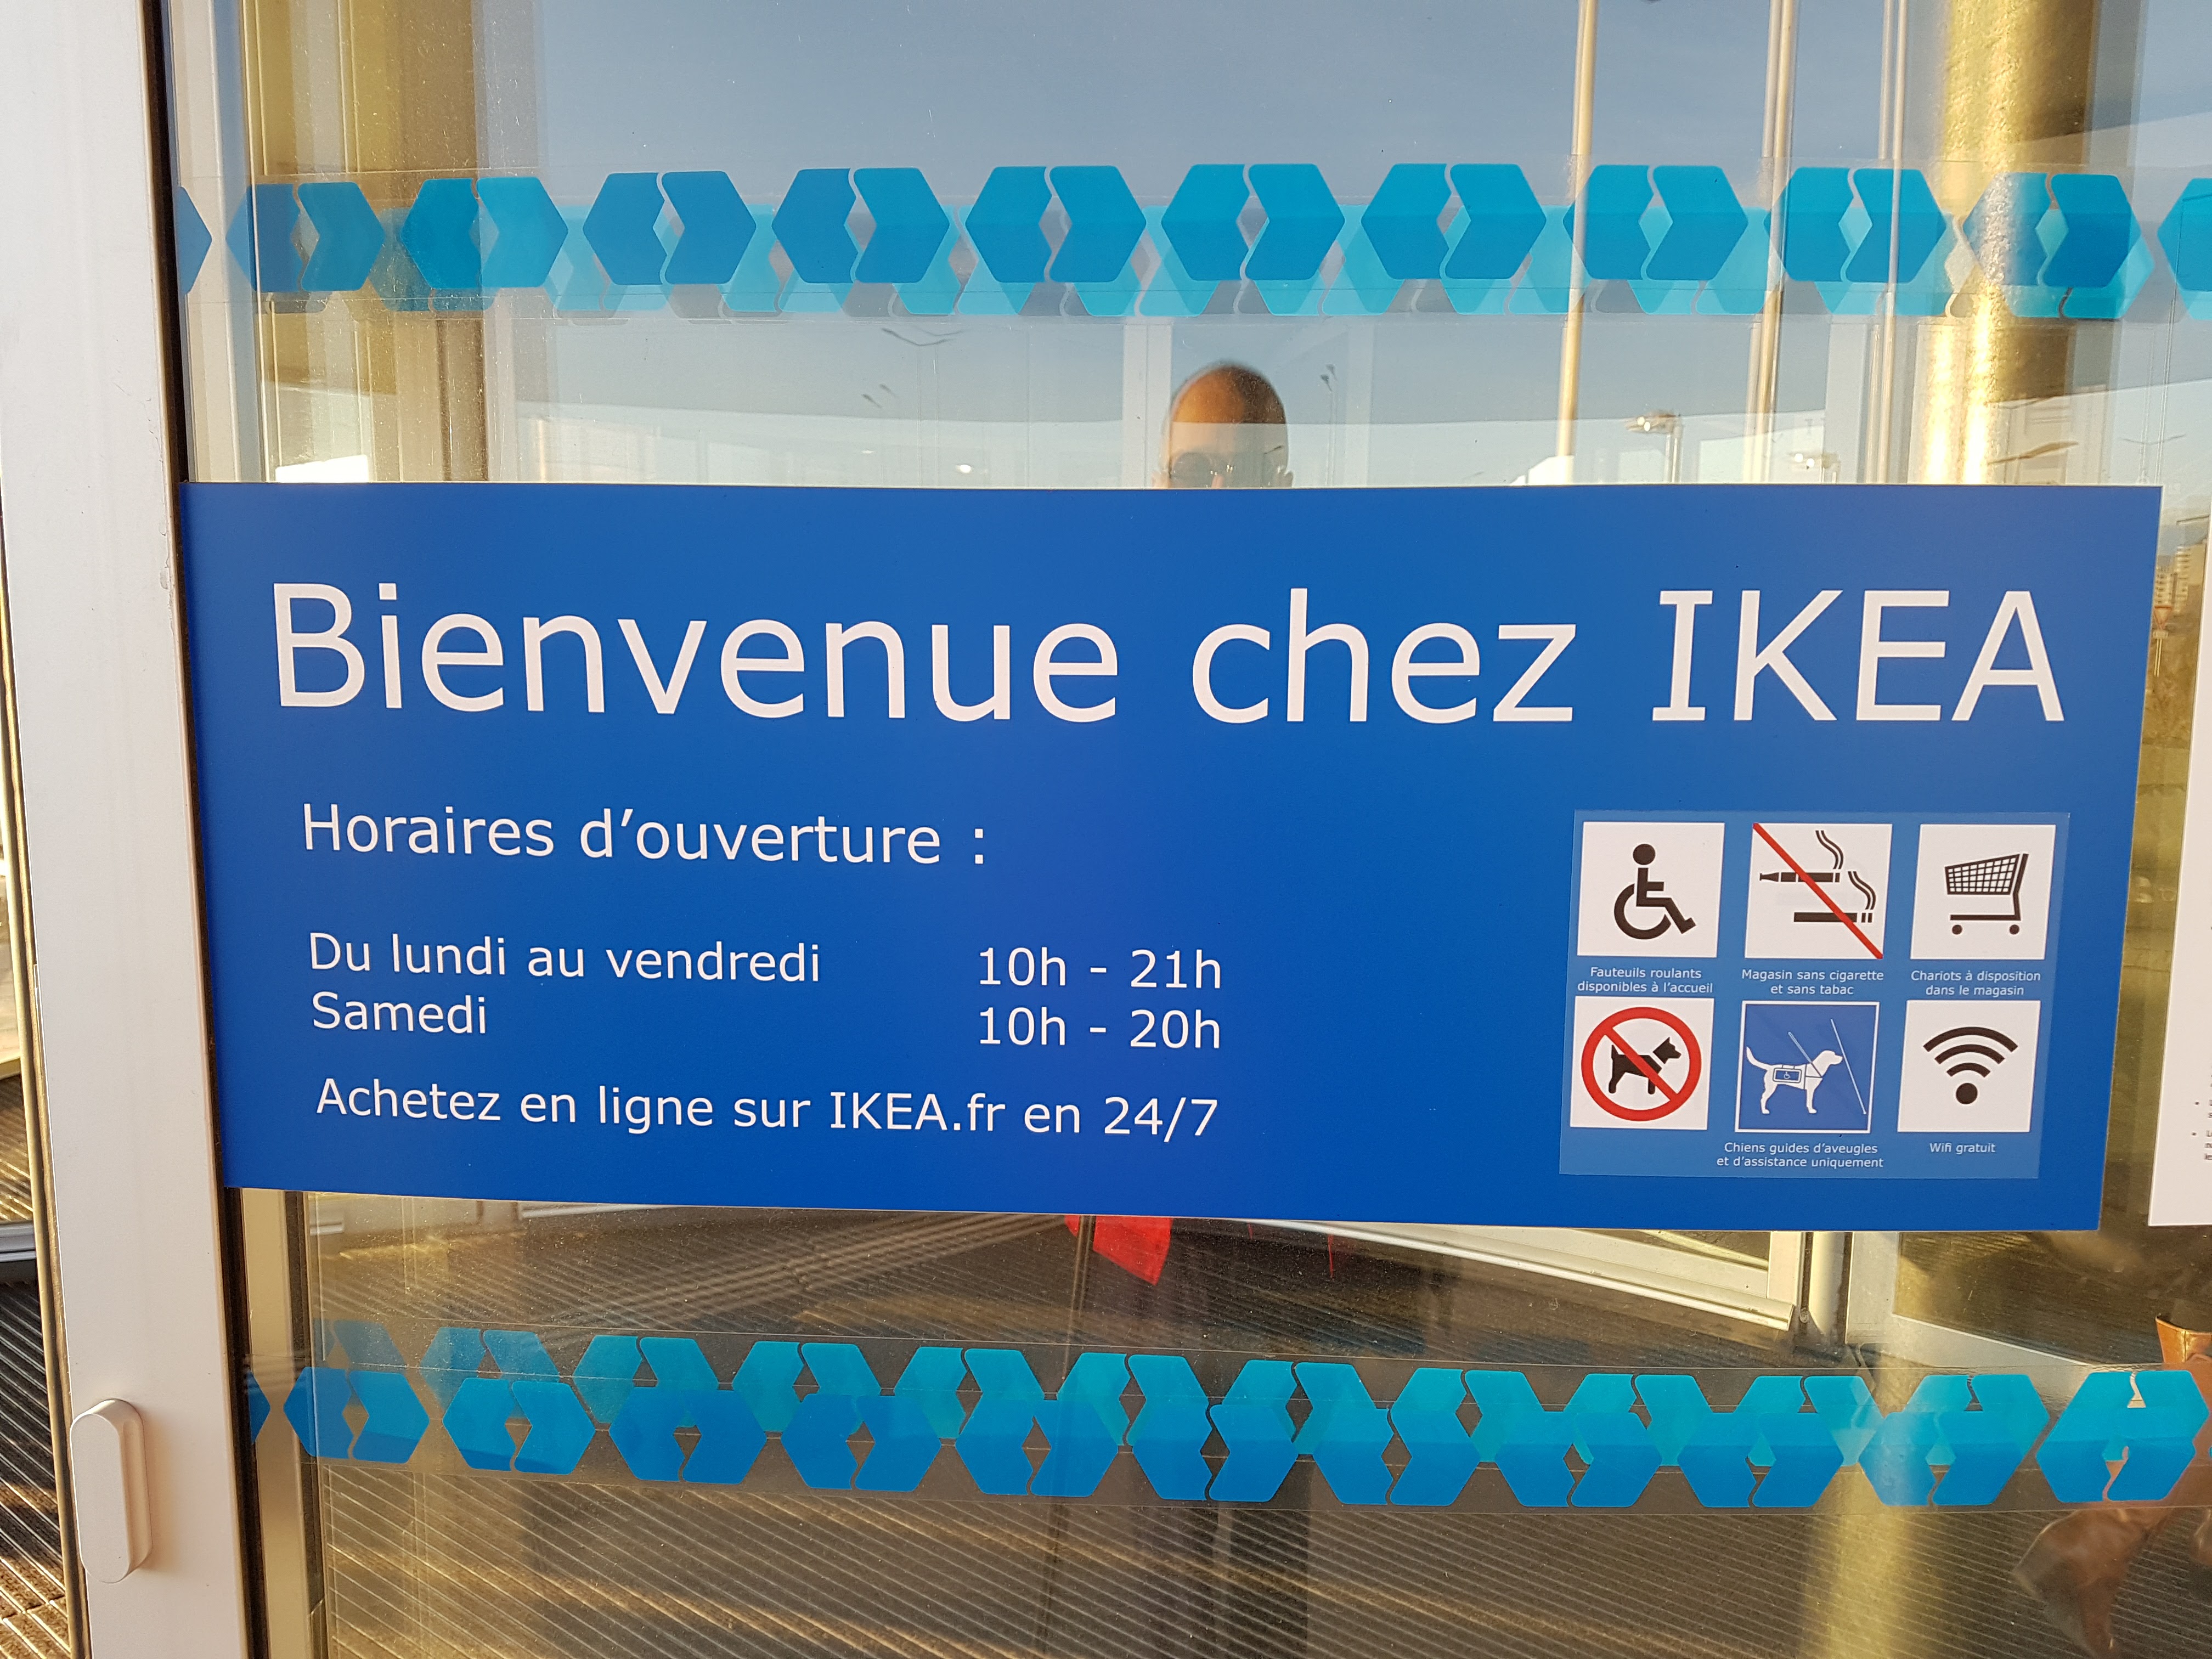 Bienvenue chez IKEA
Horaires d'ouverture :
Du lundi au vendredi 10h - 21h
Samedi 10h - 20h
Achetez en ligne sur IKEA.fr en 24/7
Fauteuils roulants
disponibles à l'accueil
Magasin sans cigarette
et sans tabac
Chariots à disposition
dans le magasin
Chiens guides d'aveugles
et d'assistance uniquement
Wifi gratuit